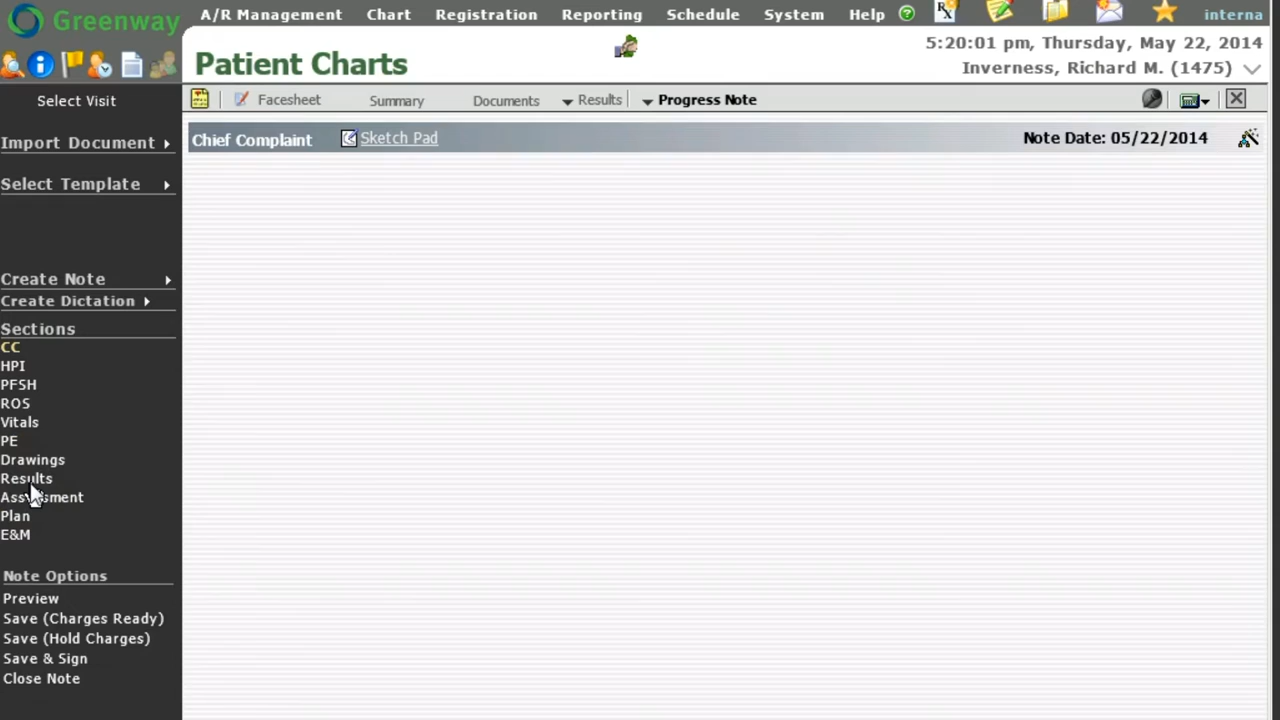 Greenway
A/R Management Chart Registration Reporting Schedule System Help interna
Patient Charts
5:20:01 pm, Thursday, May 22, 2014
Inverness, Richard M. (1475)
Select Visit
Facesheet Summary Documents Results Progress Note
Import Document
Chief Complaint Sketch Pad Note Date: 05/22/2014
Select Template
Create Note
Create Dictation
Sections
CC
HPI
PFSH
ROS
Vitals
PE
Drawings
Results
Assessment
Plan
E&M
Note Options
Preview
Save (Charges Ready)
Save (Hold Charges)
Save & Sign
Close Note